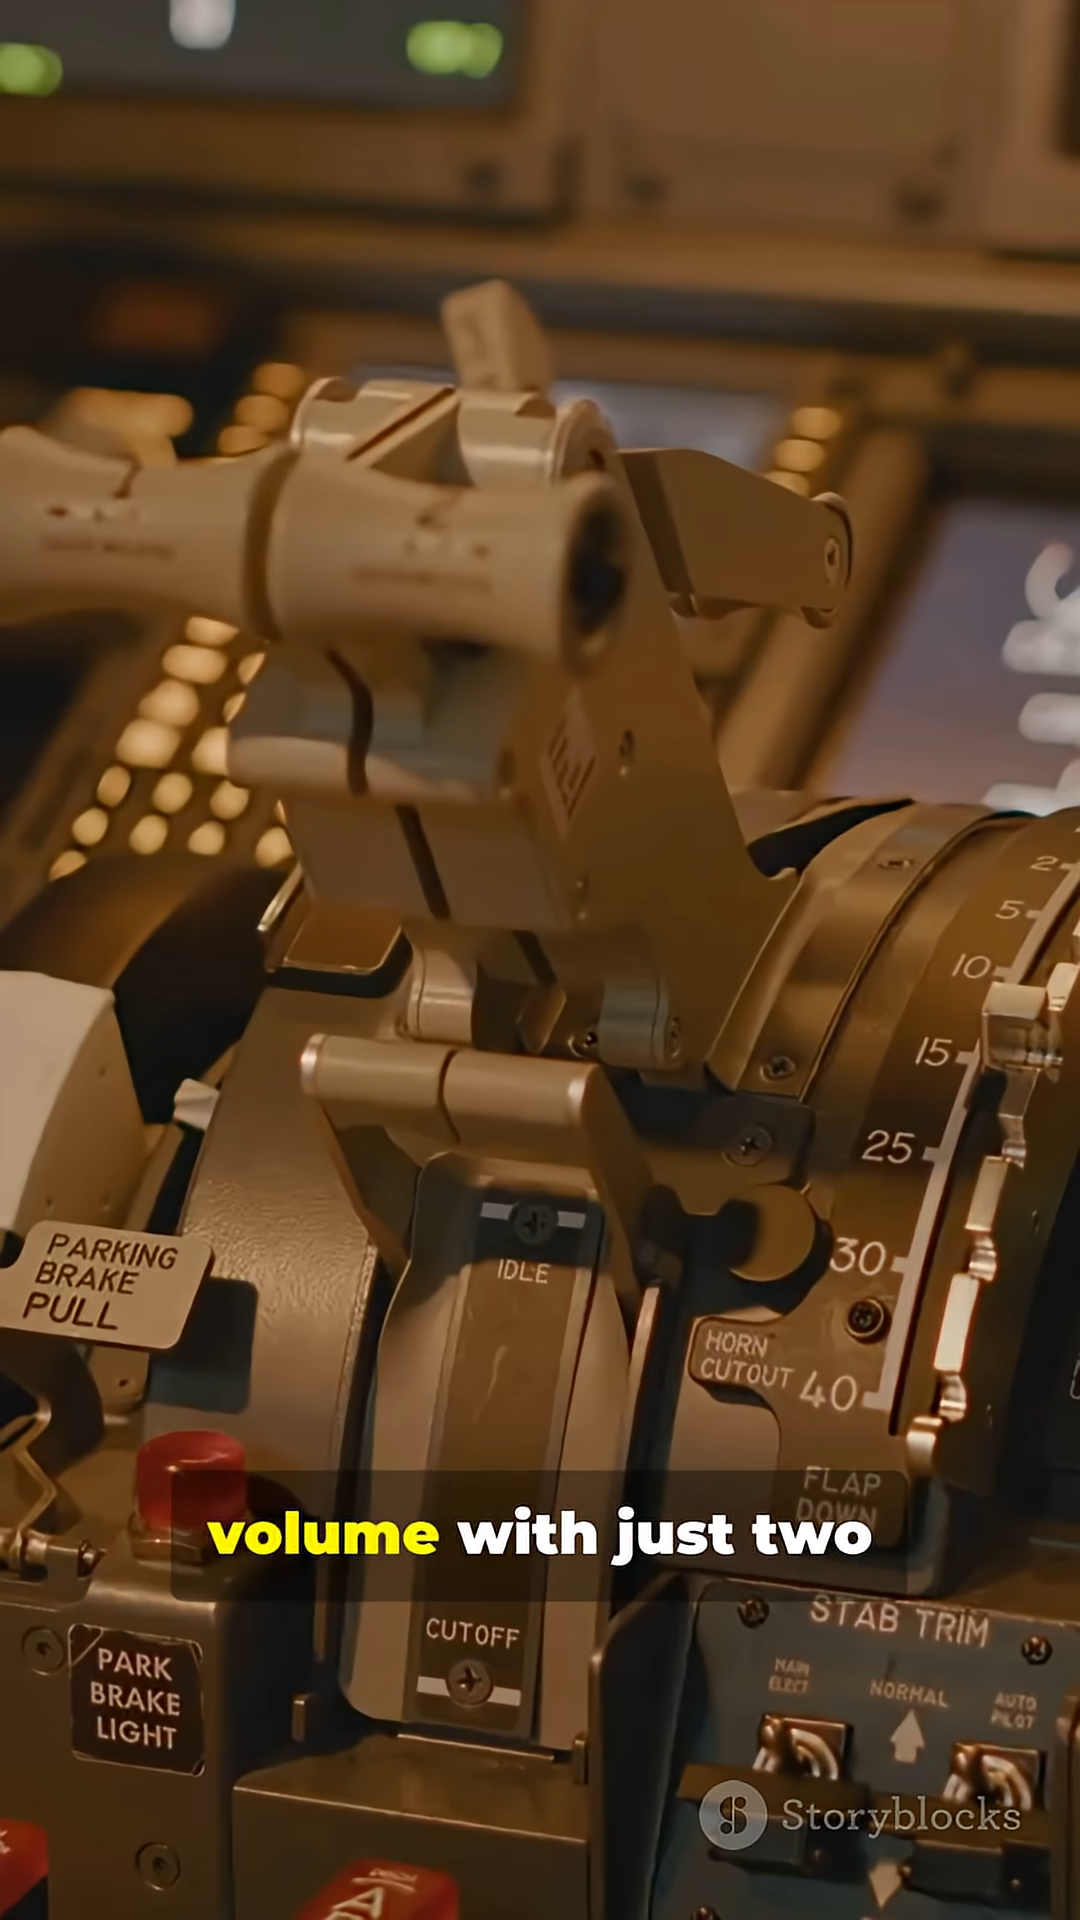 2
5
10
15
25
30
40
PARKING
BRAKE
PULL
IDLE
HORN
CUTOUT
FLAP
DOWN
volume with just two
CUTOFF
PARK
BRAKE
LIGHT
STAB TRIM
MAIN
ELECT
NORMAL
AUTO
PILOT
Storyblocks